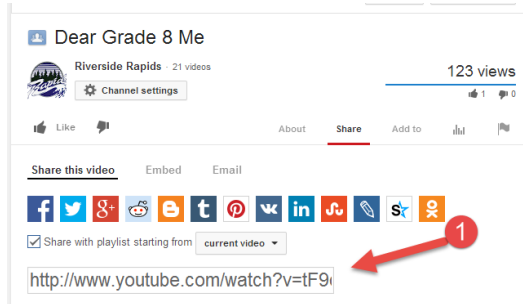 Dear Grade 8 Me
Riverside Rapids · 21 videos
Channel settings
123 views
1 0
Like
About Share Add to
Share this video Embed Email
f g+ B t p in S
Share with playlist starting from current video
1
http://www.youtube.com/watch?v=tF9